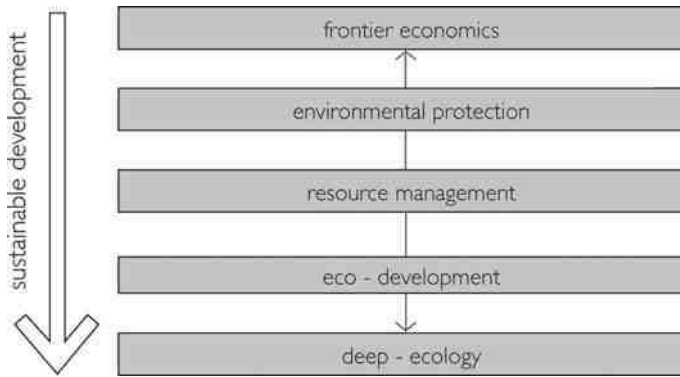 sustainable development
frontier economics
environmental protection
resource management
eco - development
deep - ecology